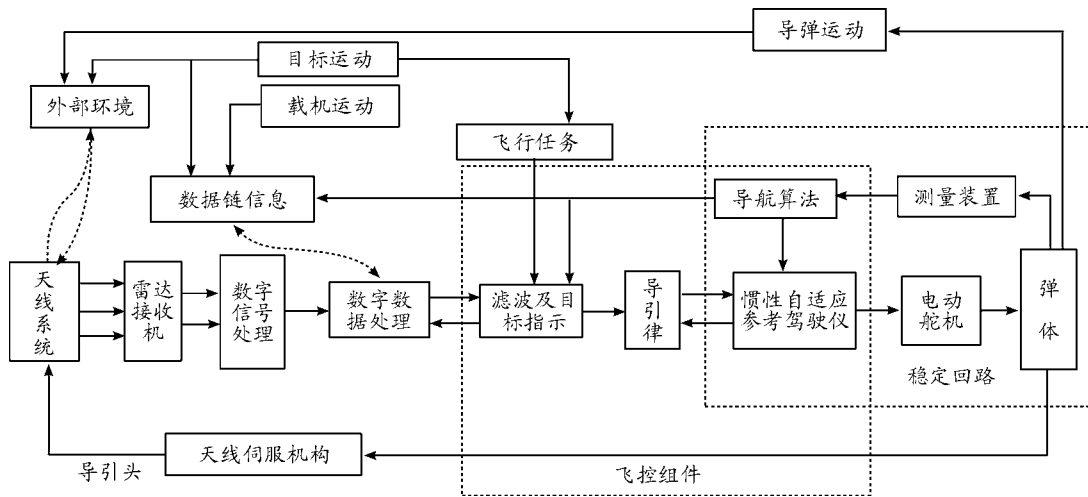 导弹运动
目标运动
外部环境
载机运动
飞行任务
数据链信息
导航算法
测量装置
天
线
系
统
雷达
接收
机
数字
信号
处理
数字数
据处理
滤波及目
标指示
导
引
律
惯性自适应
参考驾驶仪
电动
舵机
弹
体
稳定回路
天线伺服机构
导引头
飞控组件